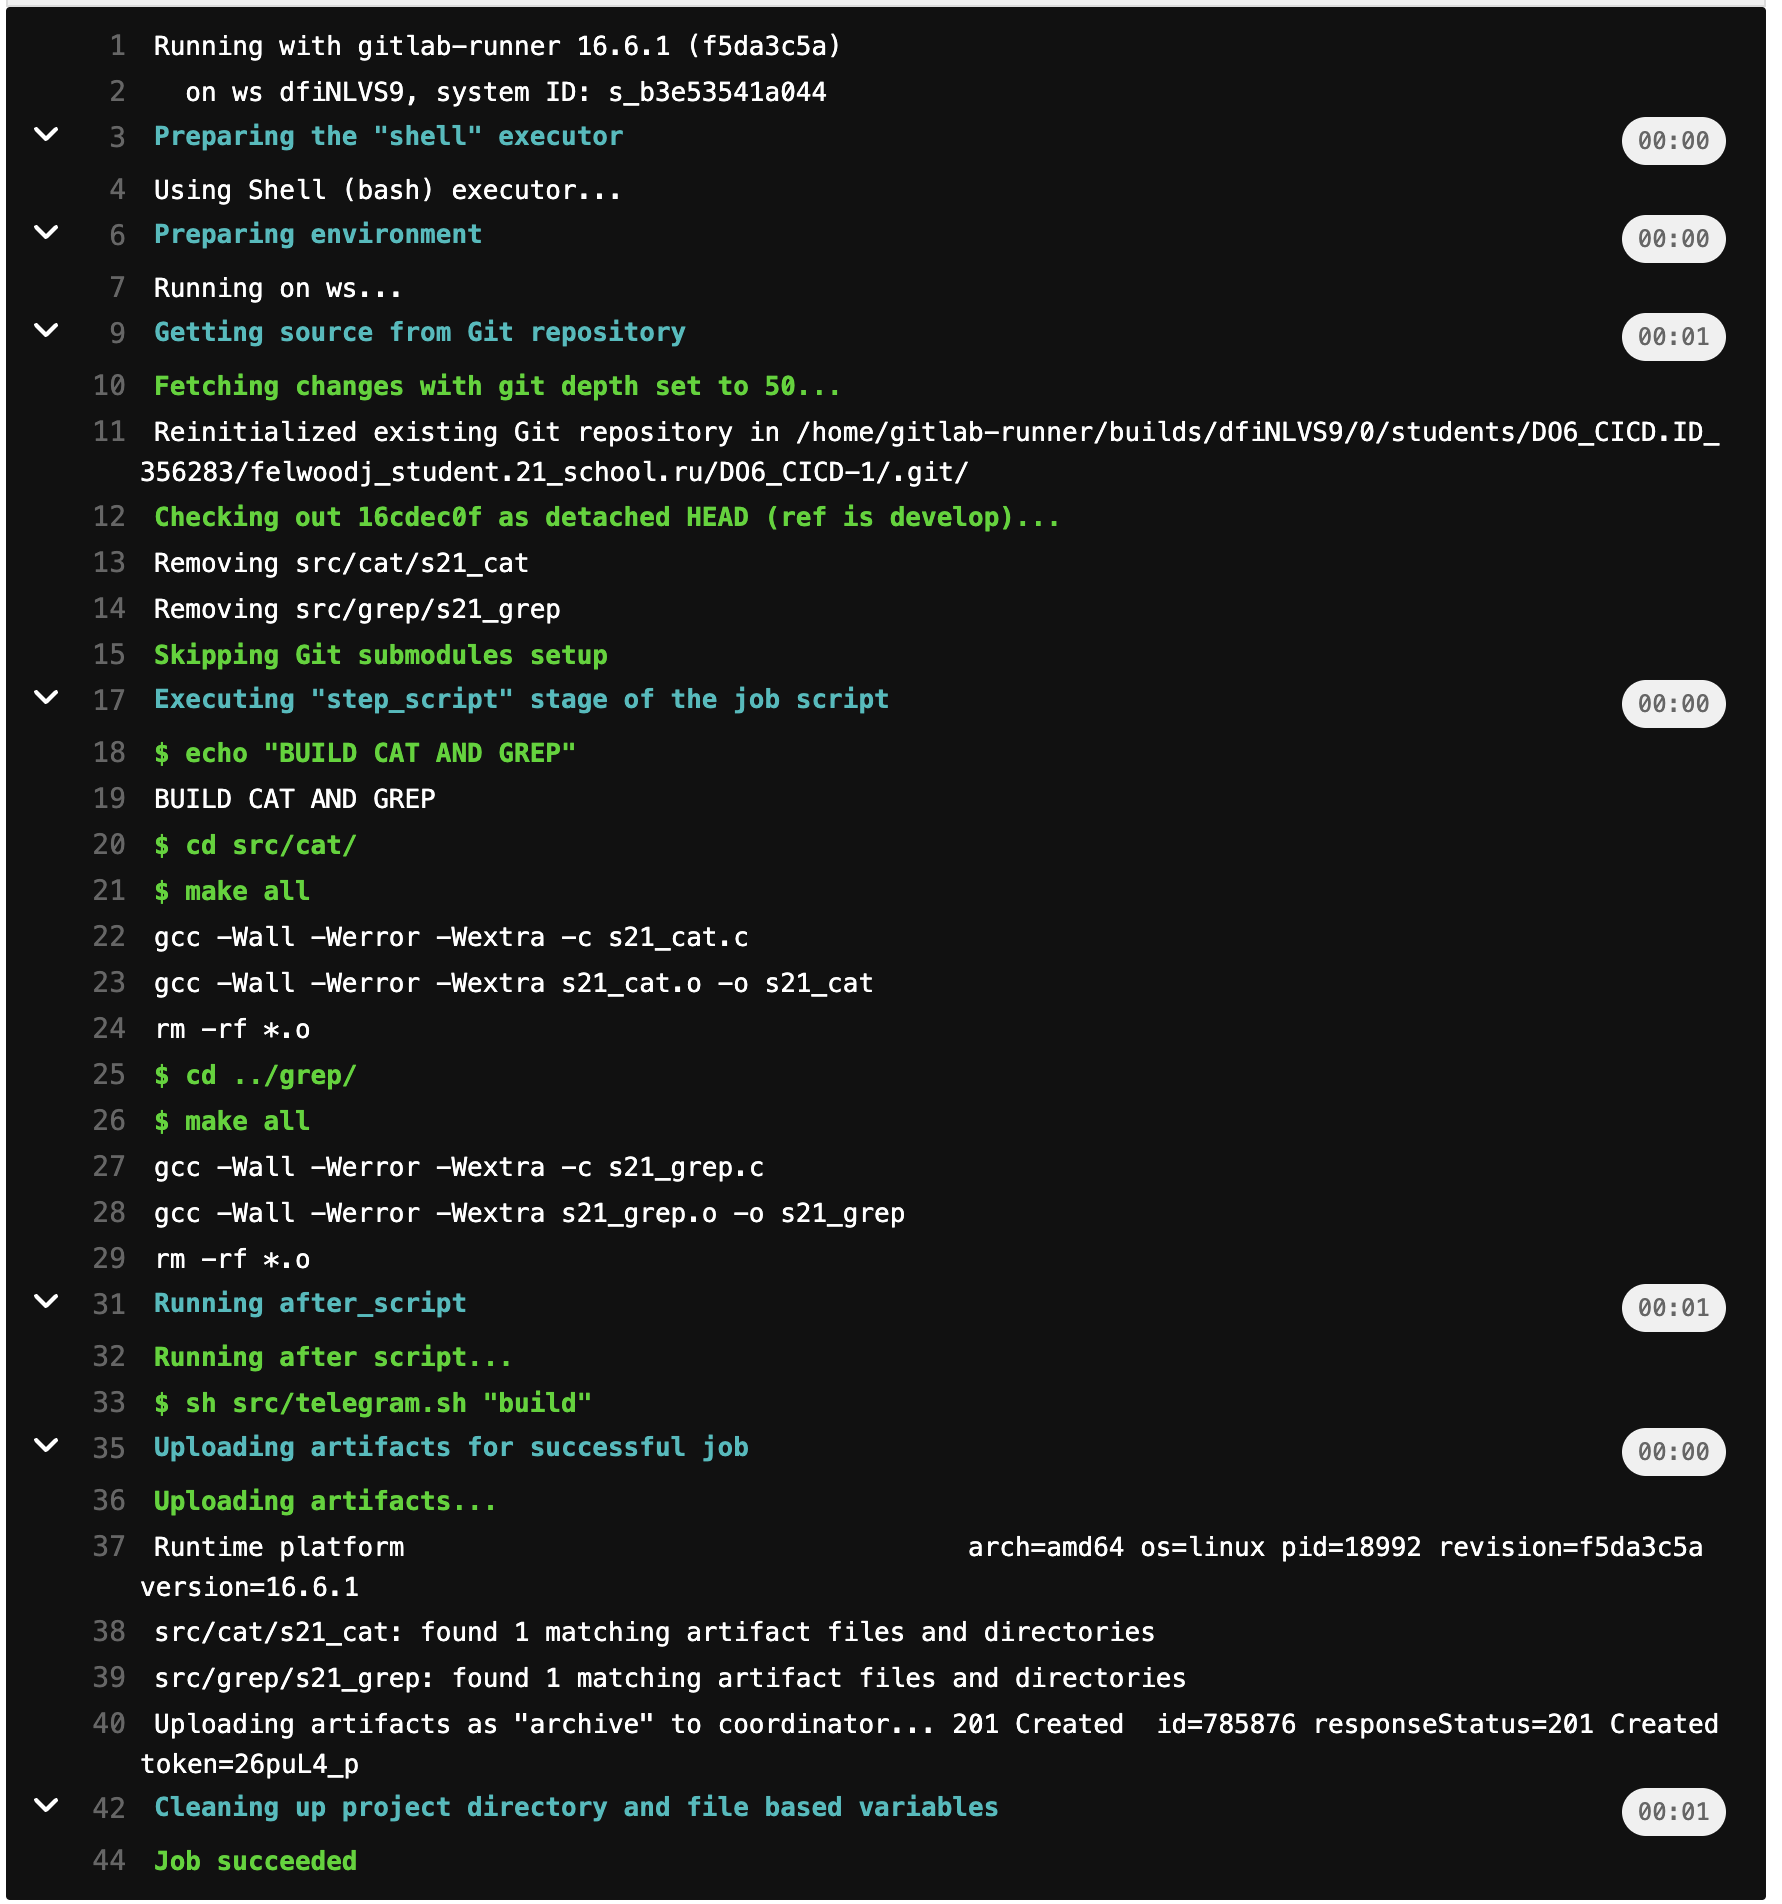 1 Running with gitlab-runner 16.6.1 (f5da3c5a)
2 on ws dfiNLVS9, system ID: s_b3e53541a044
3 Preparing the "shell" executor 00:00
4 Using Shell (bash) executor...
6 Preparing environment 00:00
7 Running on ws...
9 Getting source from Git repository 00:01
10 Fetching changes with git depth set to 50...
11 Reinitialized existing Git repository in /home/gitlab-runner/builds/dfiNLVS9/0/students/DO6_CICD.ID_
356283/felwoodj_student.21_school.ru/DO6_CICD-1/.git/
12 Checking out 16cdec0f as detached HEAD (ref is develop)...
13 Removing src/cat/s21_cat
14 Removing src/grep/s21_grep
15 Skipping Git submodules setup
17 Executing "step_script" stage of the job script 00:00
18 $ echo "BUILD CAT AND GREP"
19 BUILD CAT AND GREP
20 $ cd src/cat/
21 $ make all
22 gcc -Wall -Werror -Wextra -c s21_cat.c
23 gcc -Wall -Werror -Wextra s21_cat.o -o s21_cat
24 rm -rf *.o
25 $ cd ../grep/
26 $ make all
27 gcc -Wall -Werror -Wextra -c s21_grep.c
28 gcc -Wall -Werror -Wextra s21_grep.o -o s21_grep
29 rm -rf *.o
31 Running after_script 00:01
32 Running after script...
33 $ sh src/telegram.sh "build"
35 Uploading artifacts for successful job 00:00
36 Uploading artifacts...
37 Runtime platform arch=amd64 os=linux pid=18992 revision=f5da3c5a
version=16.6.1
38 src/cat/s21_cat: found 1 matching artifact files and directories
39 src/grep/s21_grep: found 1 matching artifact files and directories
40 Uploading artifacts as "archive" to coordinator... 201 Created id=785876 responseStatus=201 Created
token=26puL4_p
42 Cleaning up project directory and file based variables 00:01
44 Job succeeded